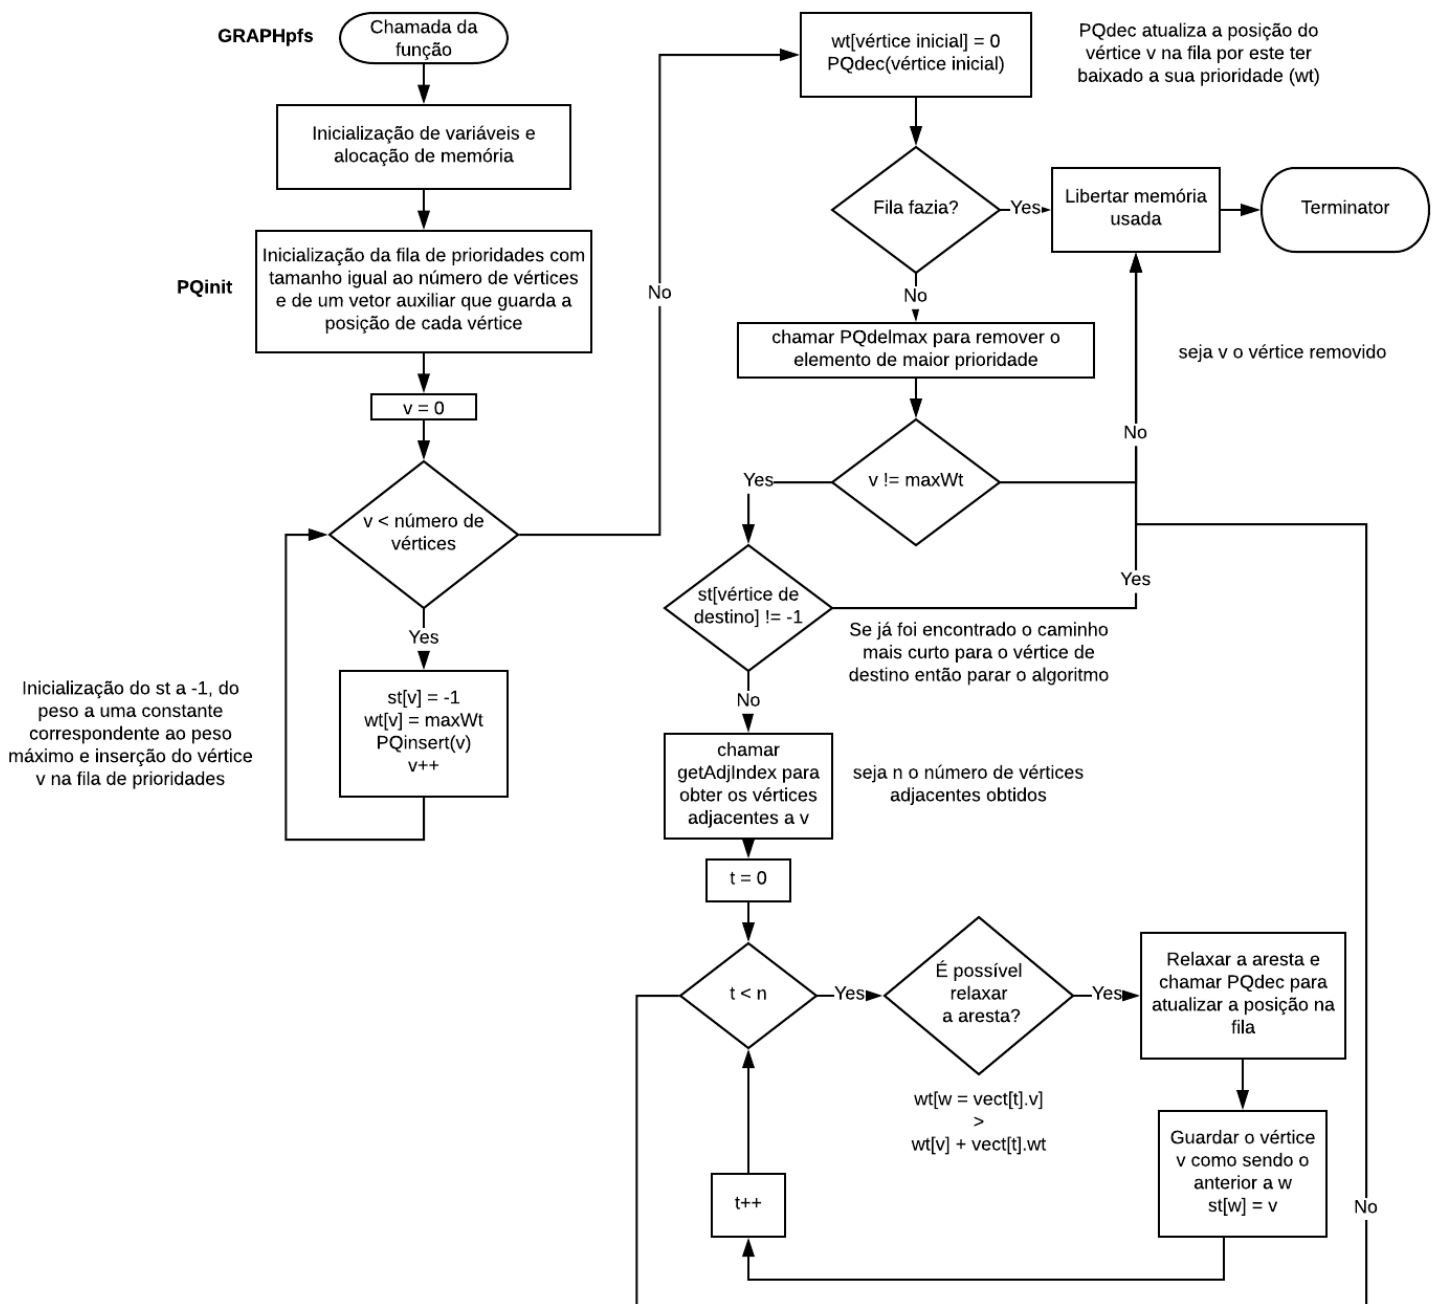 GRAPHpfs
Chamada da
função
Inicialização de variáveis e
alocação de memória
PQinit
Inicialização da fila de prioridades com
tamanho igual ao número de vértices
e de um vetor auxiliar que guarda a
posição de cada vértice
v = 0
v < número de
vértices
Yes
Inicialização do st a -1, do
peso a uma constante
correspondente ao peso
máximo e inserção do vértice
v na fila de prioridades
st[v] = -1
wt[v] = maxWt
PQinsert(v)
v++
No
wt[vértice inicial] = 0
PQdec(vértice inicial)
PQdec atualiza a posição do
vértice v na fila por este ter
baixado a sua prioridade (wt)
Fila fazia?
Yes
Libertar memória
usada
Terminator
No
chamar PQdelmax para remover o
elemento de maior prioridade
seja v o vértice removido
v != maxWt
No
Yes
st[vértice de
destino] != -1
Yes
Se já foi encontrado o caminho
mais curto para o vértice de
destino então parar o algoritmo
No
chamar
getAdjIndex para
obter os vértices
adjacentes a v
seja n o número de vértices
adjacentes obtidos
t = 0
t < n
Yes
É possível
relaxar
a aresta?
Yes
Relaxar a aresta e
chamar PQdec para
atualizar a posição na
fila
wt[w = vect[t].v]
>
wt[v] + vect[t].wt
Guardar o vértice
v como sendo o
anterior a w
st[w] = v
t++
No